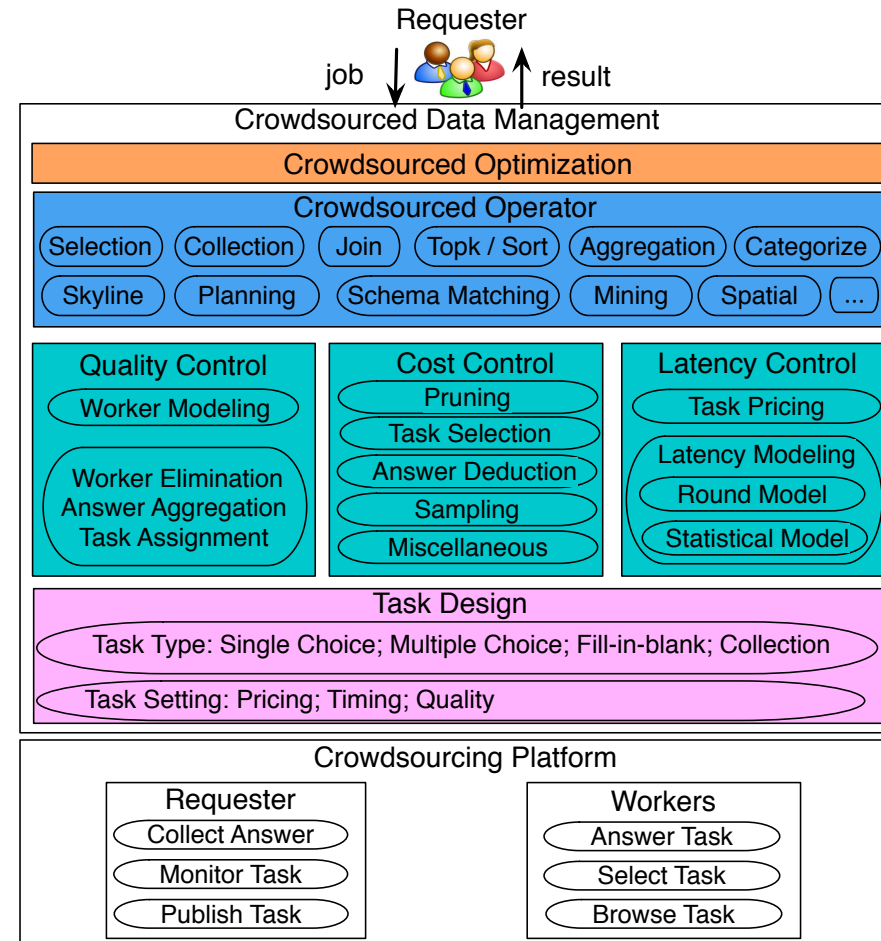 Requester
job
result
Crowdsourced Data Management
Crowdsourced Optimization
Crowdsourced Operator
Selection Collection Join Topk / Sort Aggregation Categorize
Skyline Planning Schema Matching Mining Spatial ...
Quality Control
Worker Modeling
Worker Elimination
Answer Aggregation
Task Assignment
Cost Control
Pruning
Task Selection
Answer Deduction
Sampling
Miscellaneous
Latency Control
Task Pricing
Latency Modeling
Round Model
Statistical Model
Task Design
Task Type: Single Choice; Multiple Choice; Fill-in-blank; Collection
Task Setting: Pricing; Timing; Quality
Crowdsourcing Platform
Requester
Collect Answer
Monitor Task
Publish Task
Workers
Answer Task
Select Task
Browse Task